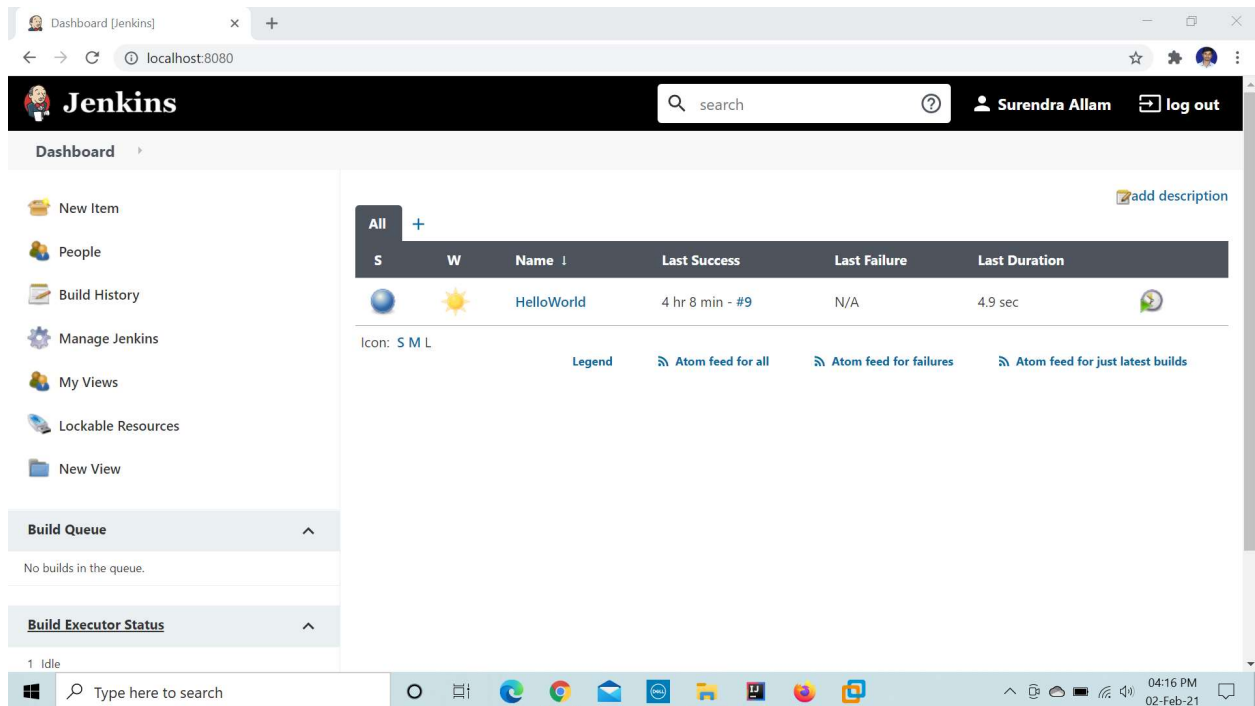 Dashboard [Jenkins]
localhost:8080
Jenkins
search
Surendra Allam
log out
Dashboard
New Item
People
Build History
Manage Jenkins
My Views
Lockable Resources
New View
Build Queue
No builds in the queue.
Build Executor Status
1 Idle
add description
All +
S W Name ↓ Last Success Last Failure Last Duration
HelloWorld 4 hr 8 min - #9 N/A 4.9 sec
Icon: S M L
Legend Atom feed for all Atom feed for failures Atom feed for just latest builds
Type here to search
DELL
IJ
04:16 PM
02-Feb-21